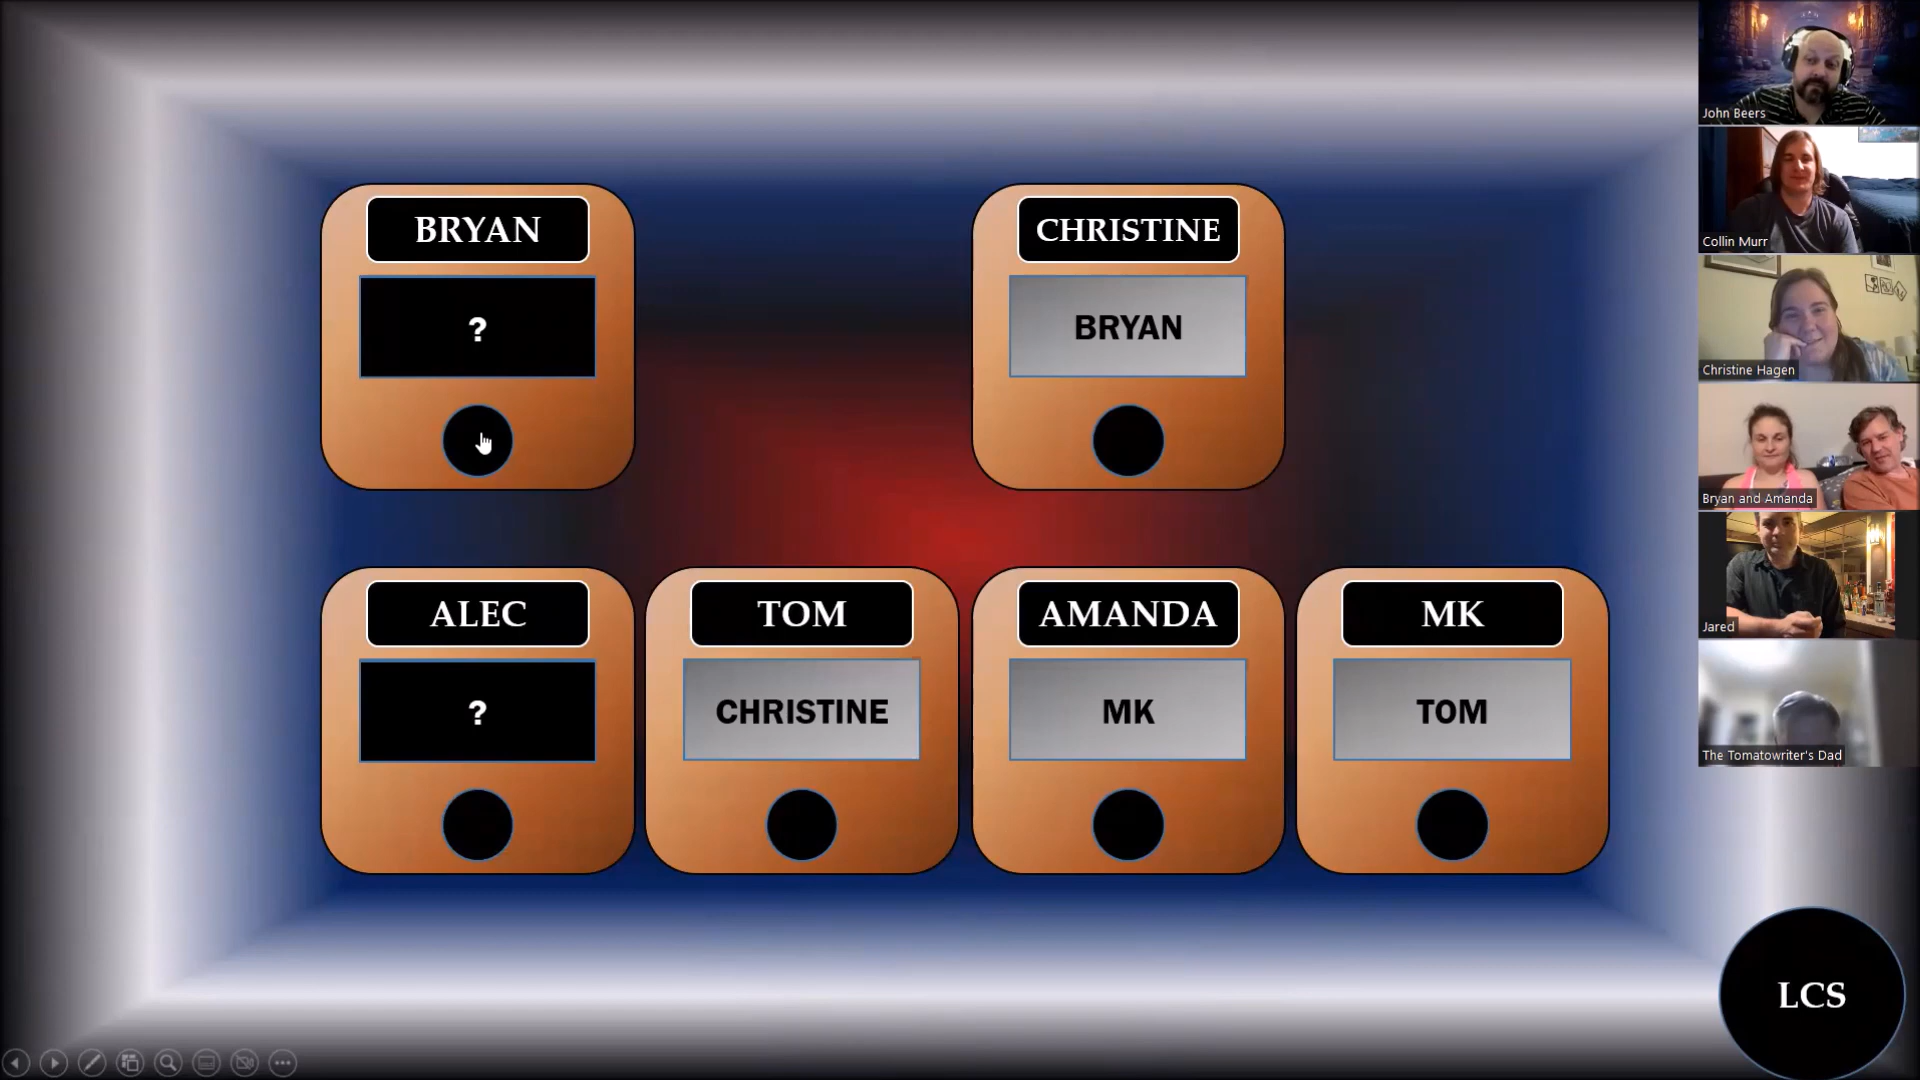 BRYAN
?
CHRISTINE
BRYAN
ALEC
?
TOM
CHRISTINE
AMANDA
MK
MK
TOM
John Beers
Collin Murr
Christine Hagen
Bryan and Amanda
Jared
The Tomatowriter's Dad
LCS